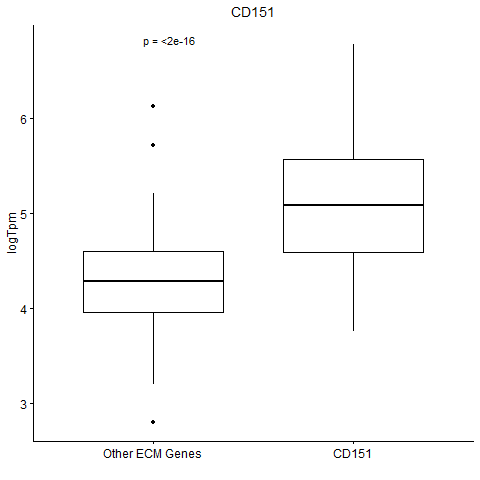 CD151
p = <2e-16
logTpm
6
5
4
3
Other ECM Genes
CD151